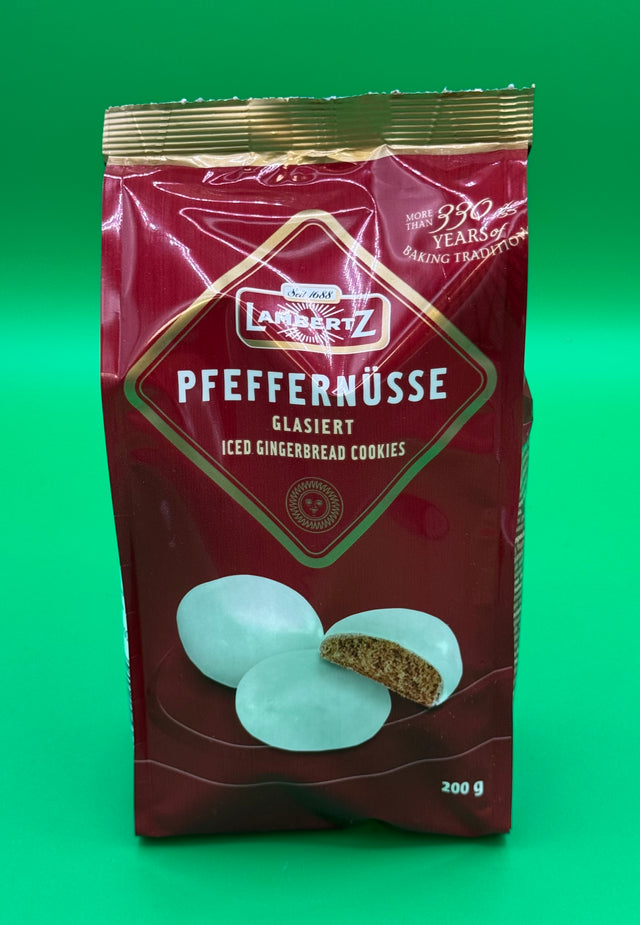 MORE THAN 330 YEARS of
BAKING TRADITION
Seit 1688
LAMBERTZ
PFEFFERNÜSSE
GLASIERT
ICED GINGERBREAD COOKIES
200 g